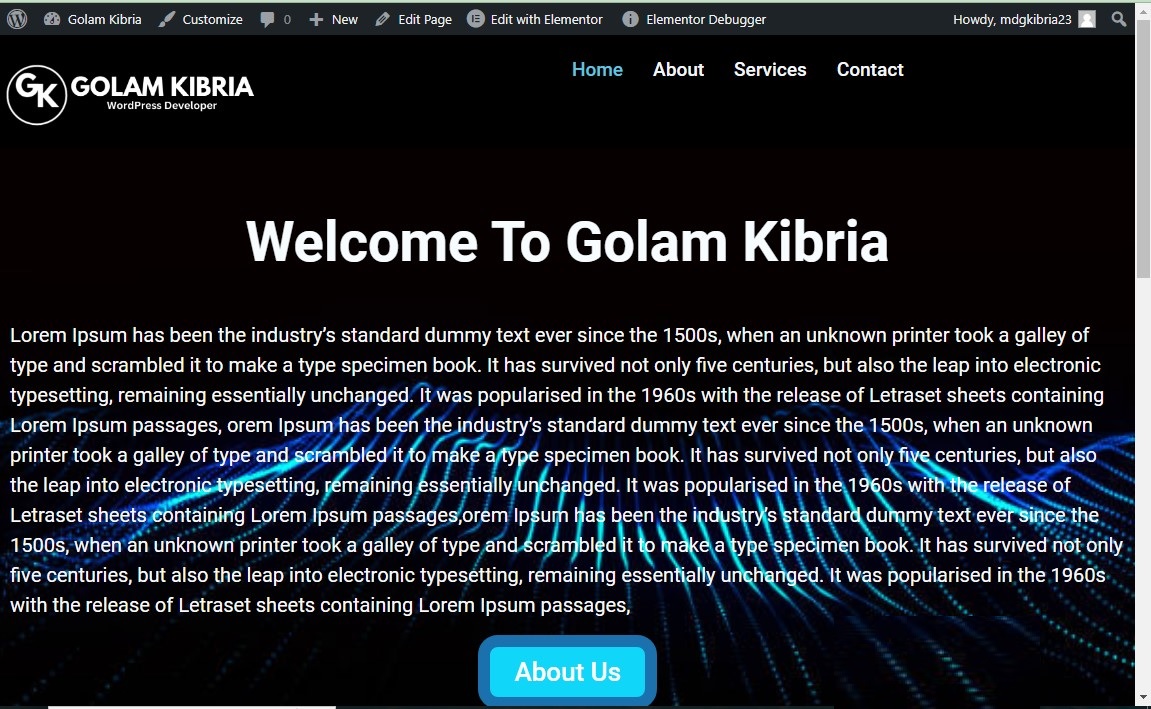 Golam Kibria Customize 0 New Edit Page Edit with Elementor Elementor Debugger Howdy, mdgkibria23
Home About Services Contact
GK GOLAM KIBRIA
WordPress Developer
Welcome To Golam Kibria
Lorem Ipsum has been the industry’s standard dummy text ever since the 1500s, when an unknown printer took a galley of
type and scrambled it to make a type specimen book. It has survived not only five centuries, but also the leap into electronic
typesetting, remaining essentially unchanged. It was popularised in the 1960s with the release of Letraset sheets containing
Lorem Ipsum passages, orem Ipsum has been the industry’s standard dummy text ever since the 1500s, when an unknown
printer took a galley of type and scrambled it to make a type specimen book. It has survived not only five centuries, but also
the leap into electronic typesetting, remaining essentially unchanged. It was popularised in the 1960s with the release of
Letraset sheets containing Lorem Ipsum passages,orem Ipsum has been the industry’s standard dummy text ever since the
1500s, when an unknown printer took a galley of type and scrambled it to make a type specimen book. It has survived not only
five centuries, but also the leap into electronic typesetting, remaining essentially unchanged. It was popularised in the 1960s
with the release of Letraset sheets containing Lorem Ipsum passages,
About Us